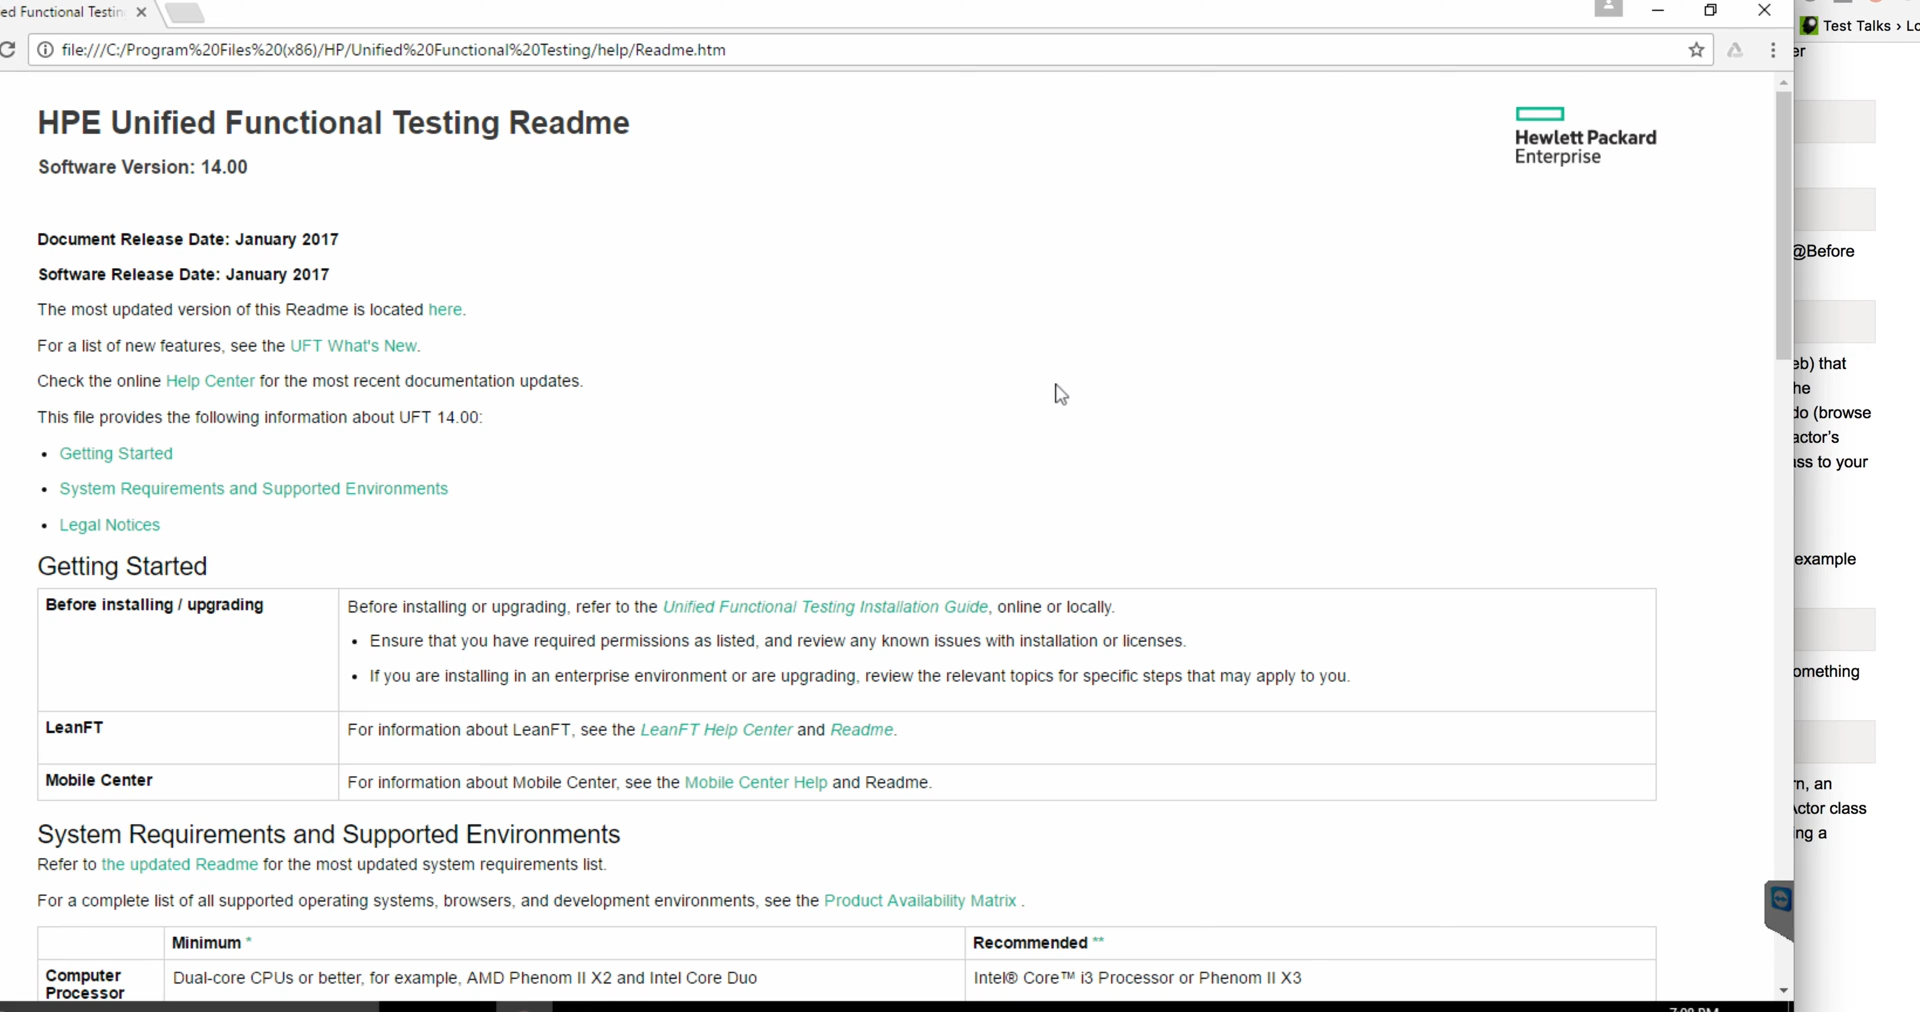 ed Functional Testin
file:///C:/Program%20Files%20(x86)/HP/Unified%20Functional%20Testing/help/Readme.htm
Test Talks › Lo
HPE Unified Functional Testing Readme
Hewlett Packard
Enterprise
Software Version: 14.00
Document Release Date: January 2017
Software Release Date: January 2017
The most updated version of this Readme is located here.
For a list of new features, see the UFT What's New.
Check the online Help Center for the most recent documentation updates.
This file provides the following information about UFT 14.00:
• Getting Started
• System Requirements and Supported Environments
• Legal Notices
Getting Started
Before installing / upgrading
Before installing or upgrading, refer to the Unified Functional Testing Installation Guide, online or locally.
• Ensure that you have required permissions as listed, and review any known issues with installation or licenses.
• If you are installing in an enterprise environment or are upgrading, review the relevant topics for specific steps that may apply to you.
LeanFT
For information about LeanFT, see the LeanFT Help Center and Readme.
Mobile Center
For information about Mobile Center, see the Mobile Center Help and Readme.
System Requirements and Supported Environments
Refer to the updated Readme for the most updated system requirements list.
For a complete list of all supported operating systems, browsers, and development environments, see the Product Availability Matrix .
Minimum *
Recommended **
Computer
Processor
Dual-core CPUs or better, for example, AMD Phenom II X2 and Intel Core Duo
Intel® Core™ i3 Processor or Phenom II X3
er
@Before
eb) that
he
do (browse
actor's
ass to your
example
omething
rn, an
Actor class
ing a